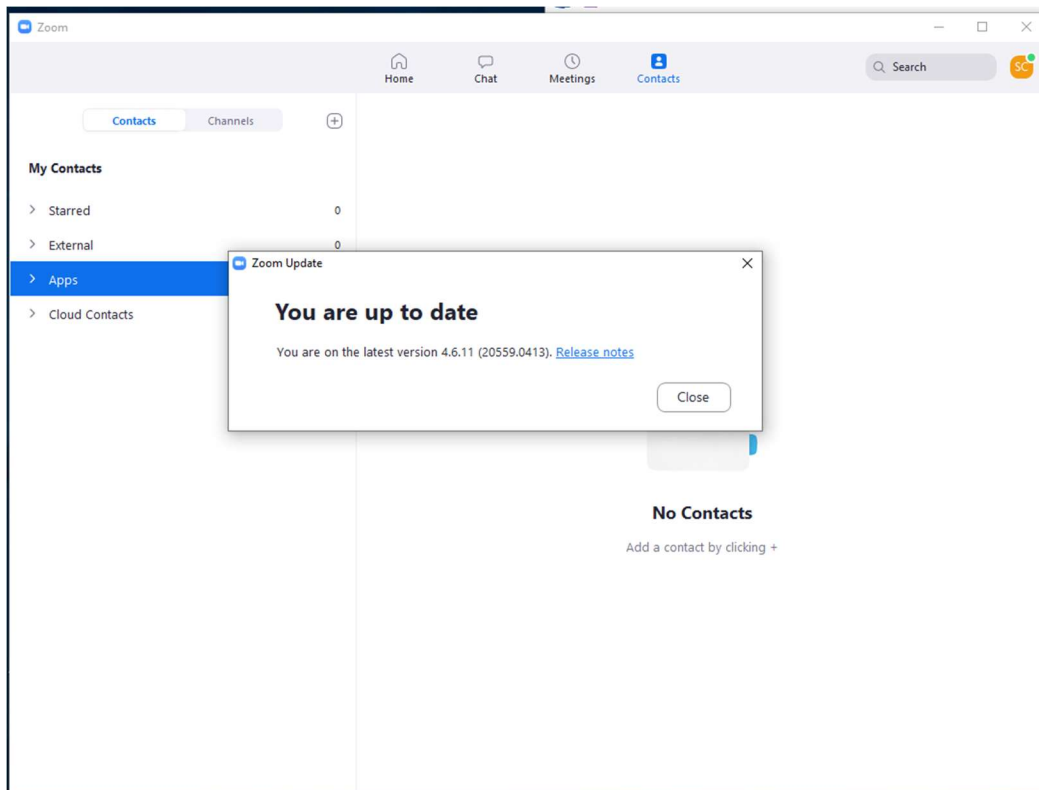 Zoom
Home
Chat
Meetings
Contacts
Search
SC
Contacts
Channels
My Contacts
Starred 0
External 0
Apps
Cloud Contacts
Zoom Update
You are up to date
You are on the latest version 4.6.11 (20559.0413). Release notes
Close
No Contacts
Add a contact by clicking +